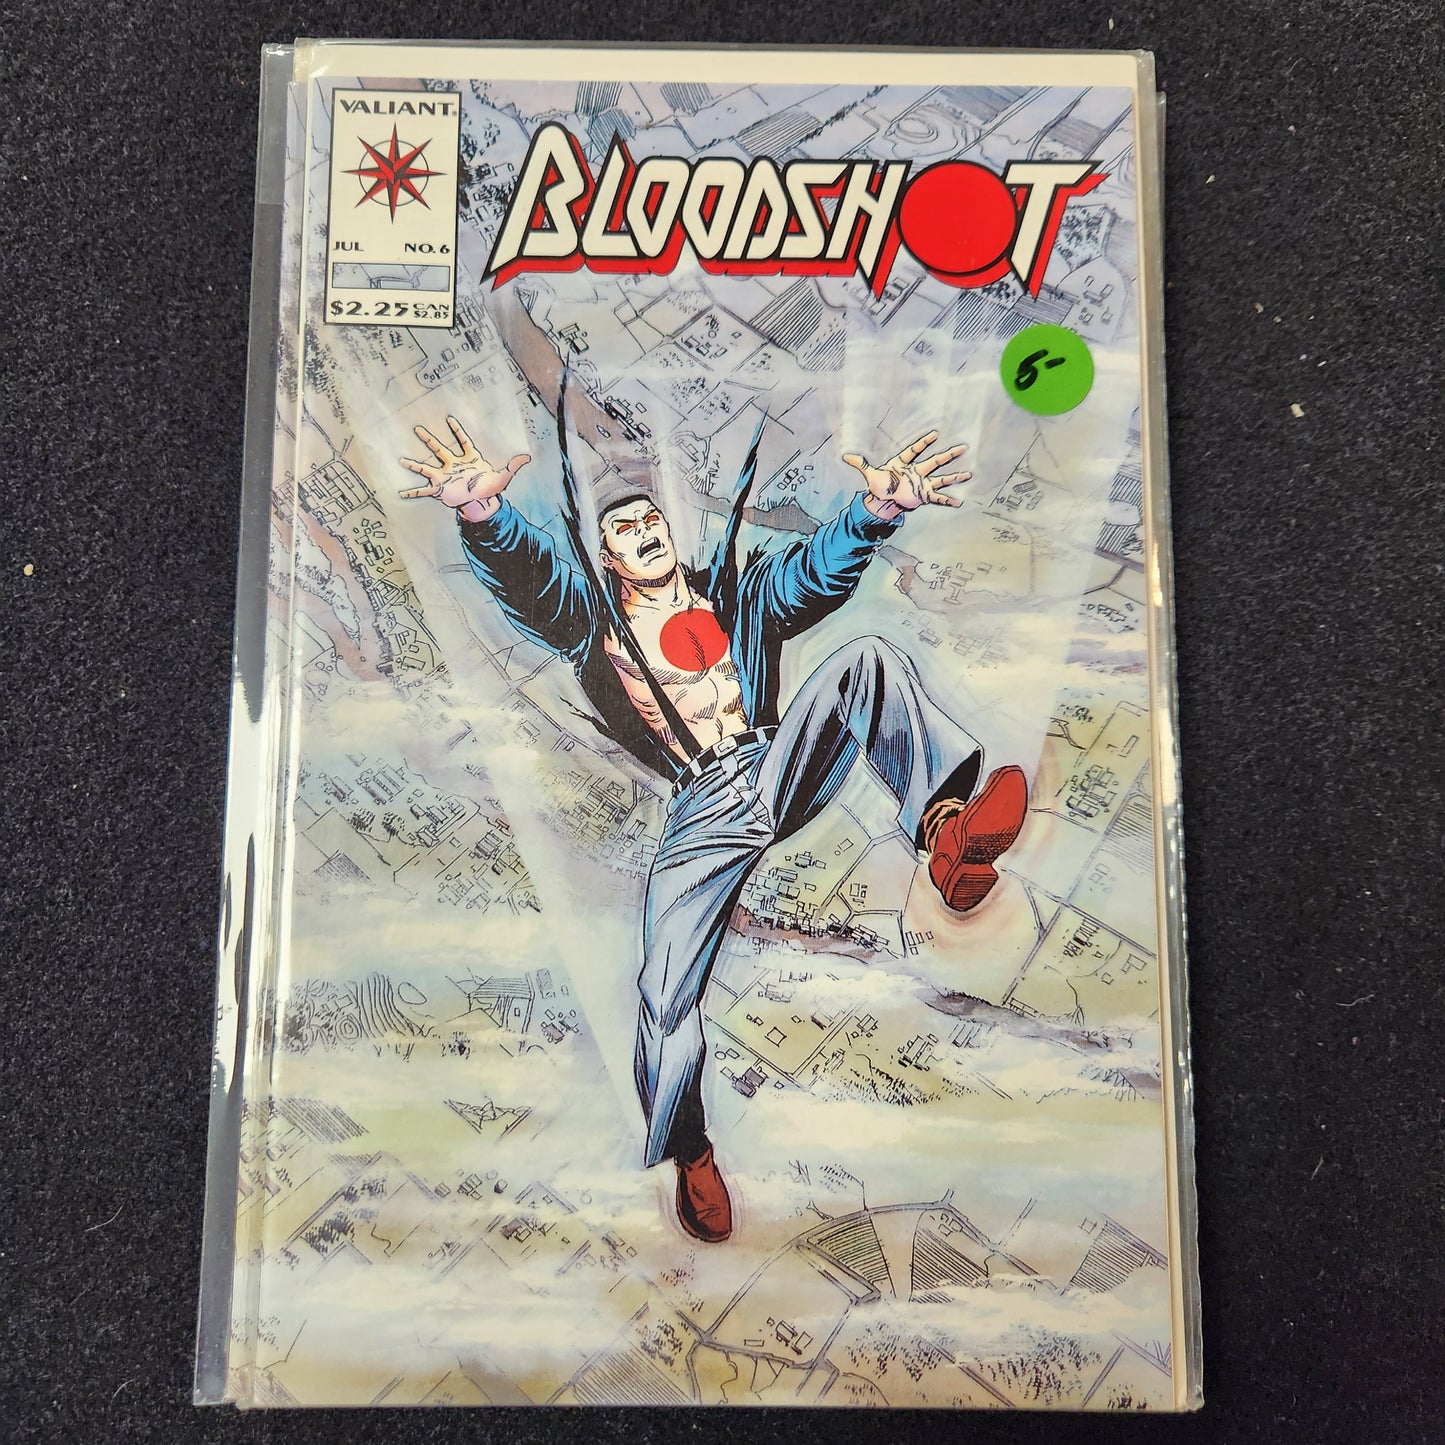 VALIANT
JUL NO. 6
$2.25 CAN $2.85
BLOODSHOT
5-